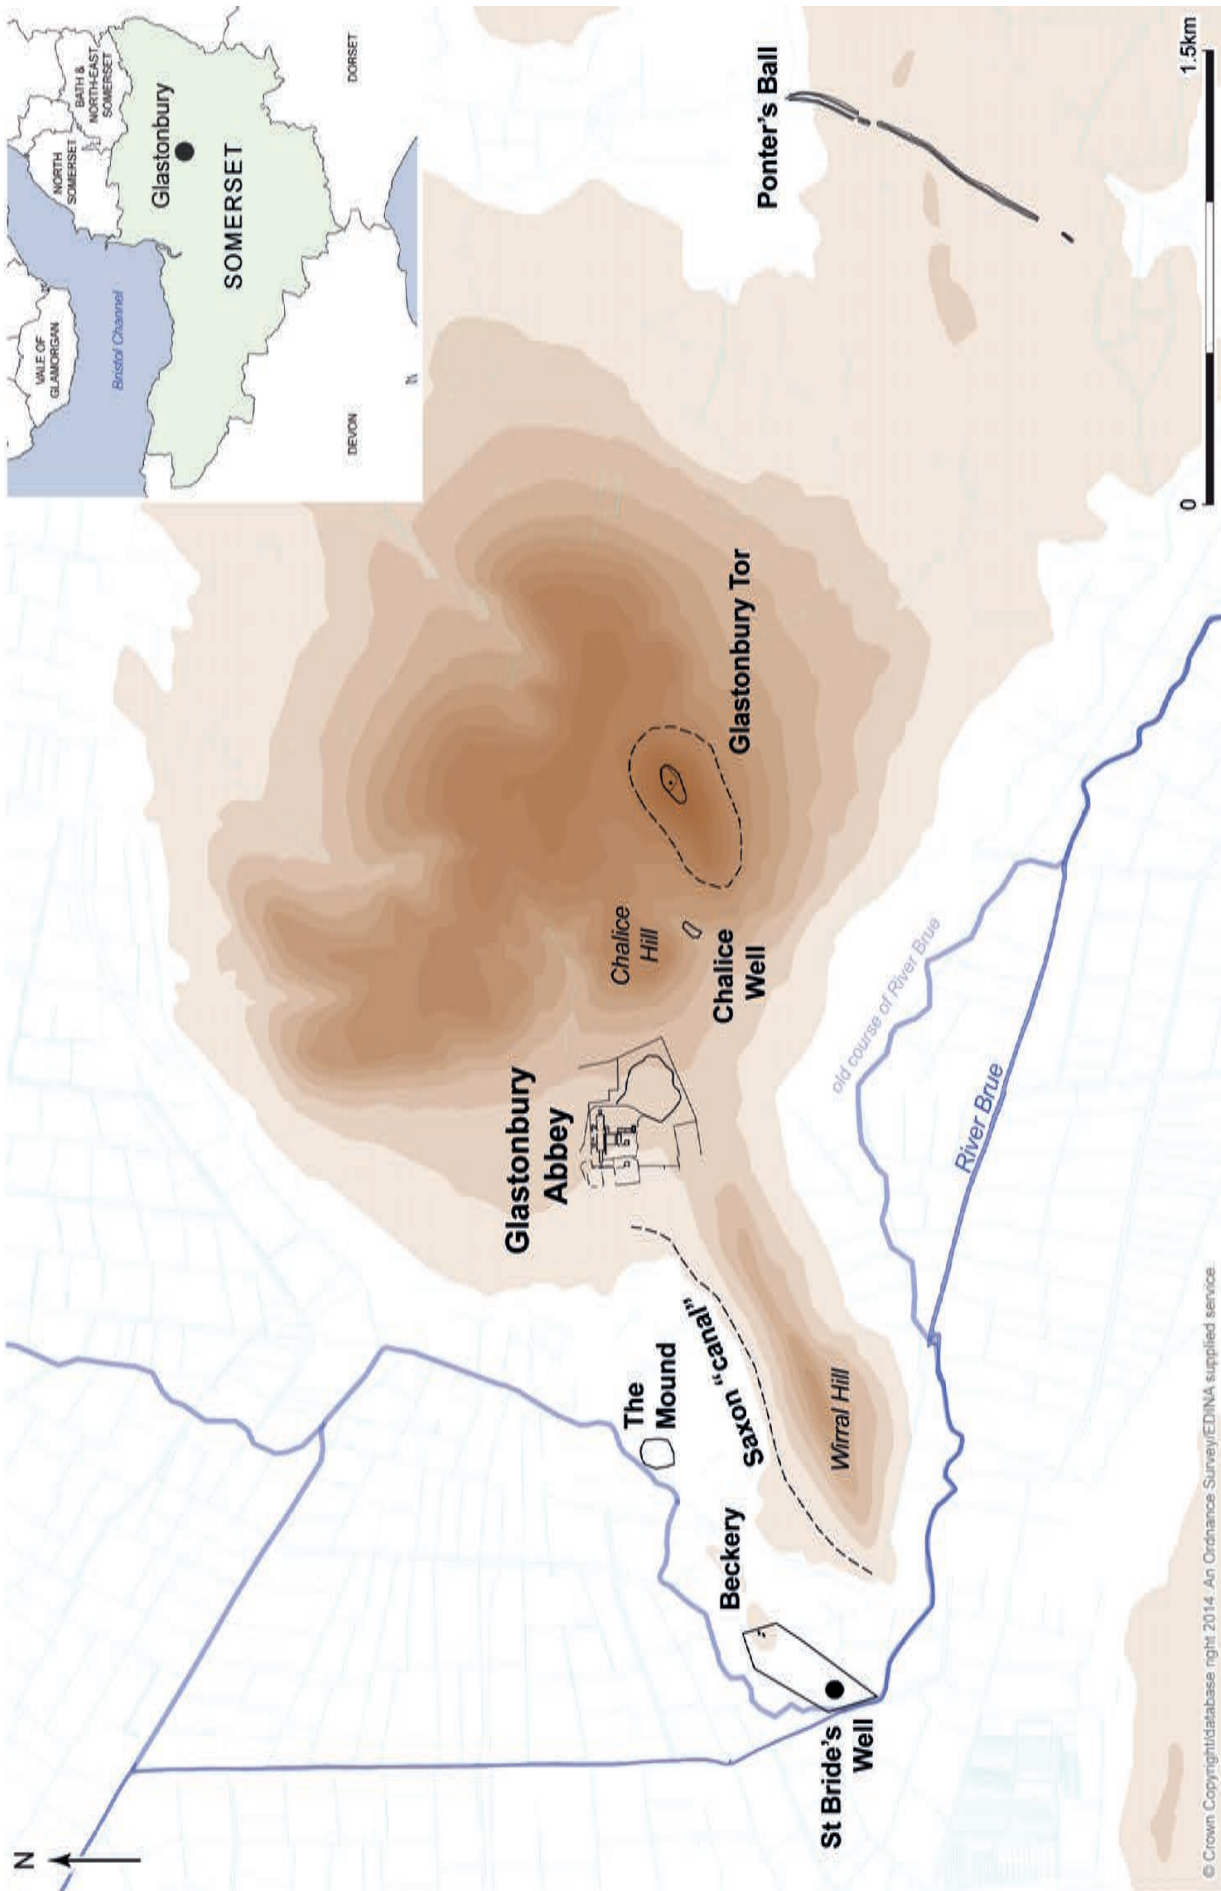 N
VALE OF
GLAMORGAN
NORTH
SOMERSET
BATH &
NORTH-EAST
SOMERSET
Bristol Channel
Glastonbury
SOMERSET
DEVON
DORSET
Glastonbury
Abbey
Chalice
Hill
The
Mound
Saxon "canal"
Beckery
Chalice
Well
Glastonbury Tor
Ponter's Ball
St Bride's
Well
Wirral Hill
old course of River Brue
River Brue
0
1.5km
© Crown Copyright/database right 2014. An Ordnance Survey/EDINA supplied service.